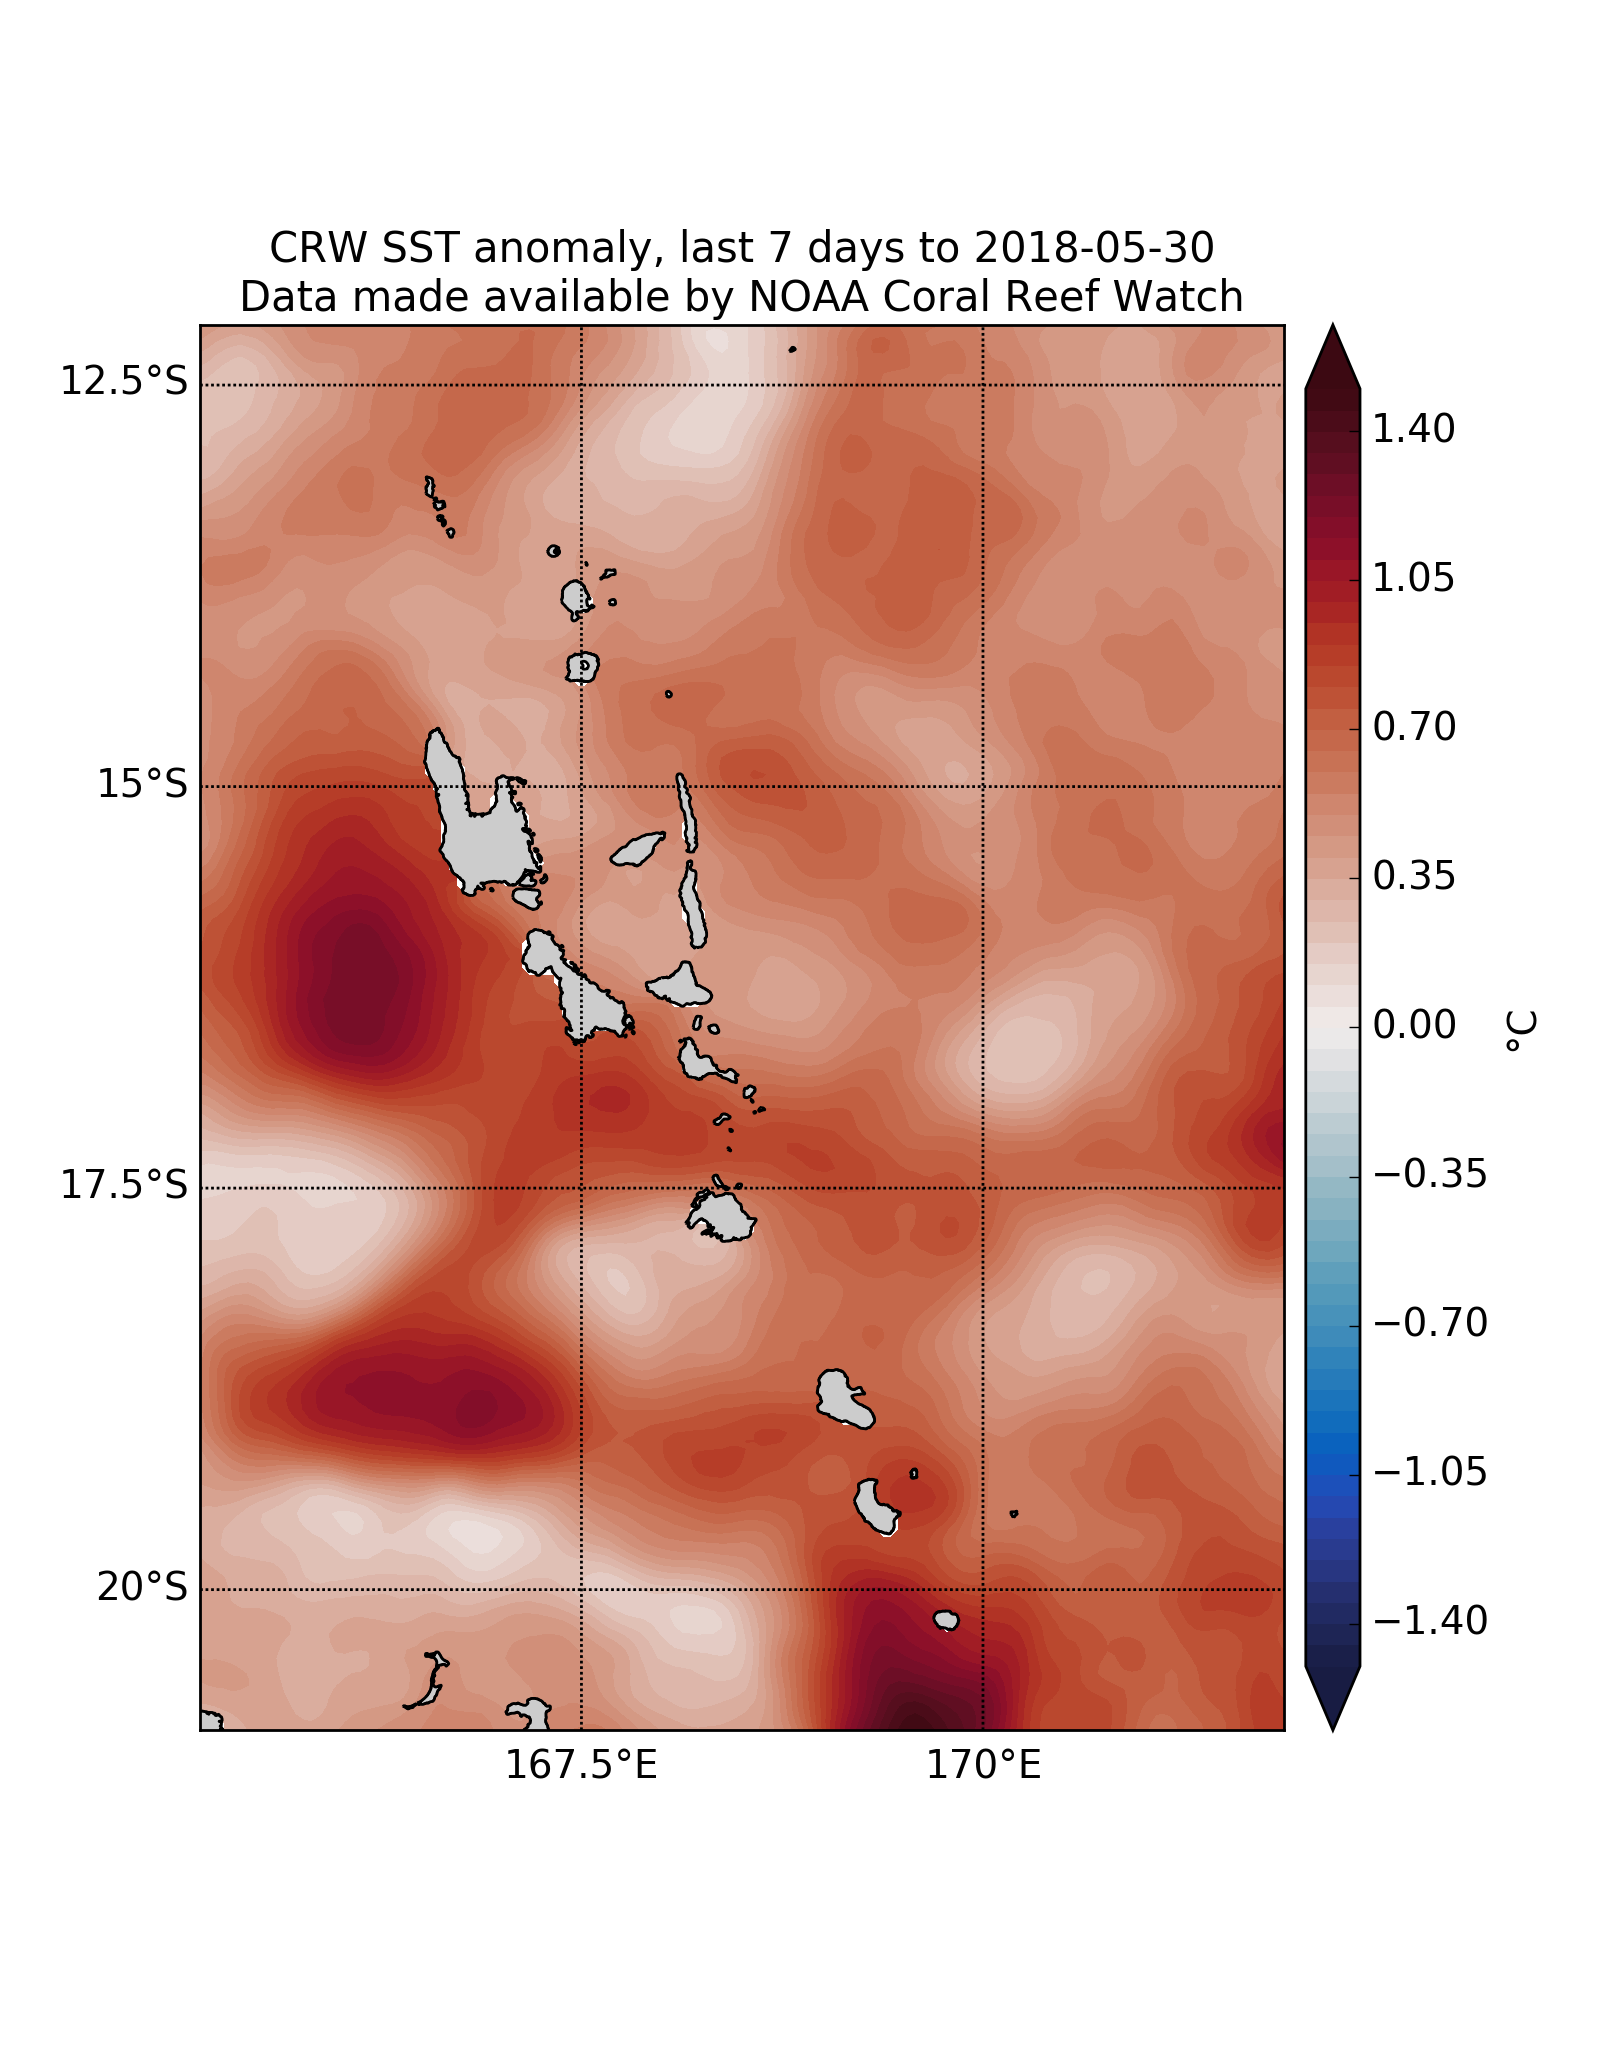 CRW SST anomaly, last 7 days to 2018-05-30
Data made available by NOAA Coral Reef Watch
12.5°S
15°S
17.5°S
20°S
167.5°E
170°E
1.40
1.05
0.70
0.35
0.00
−0.35
−0.70
−1.05
−1.40
°C